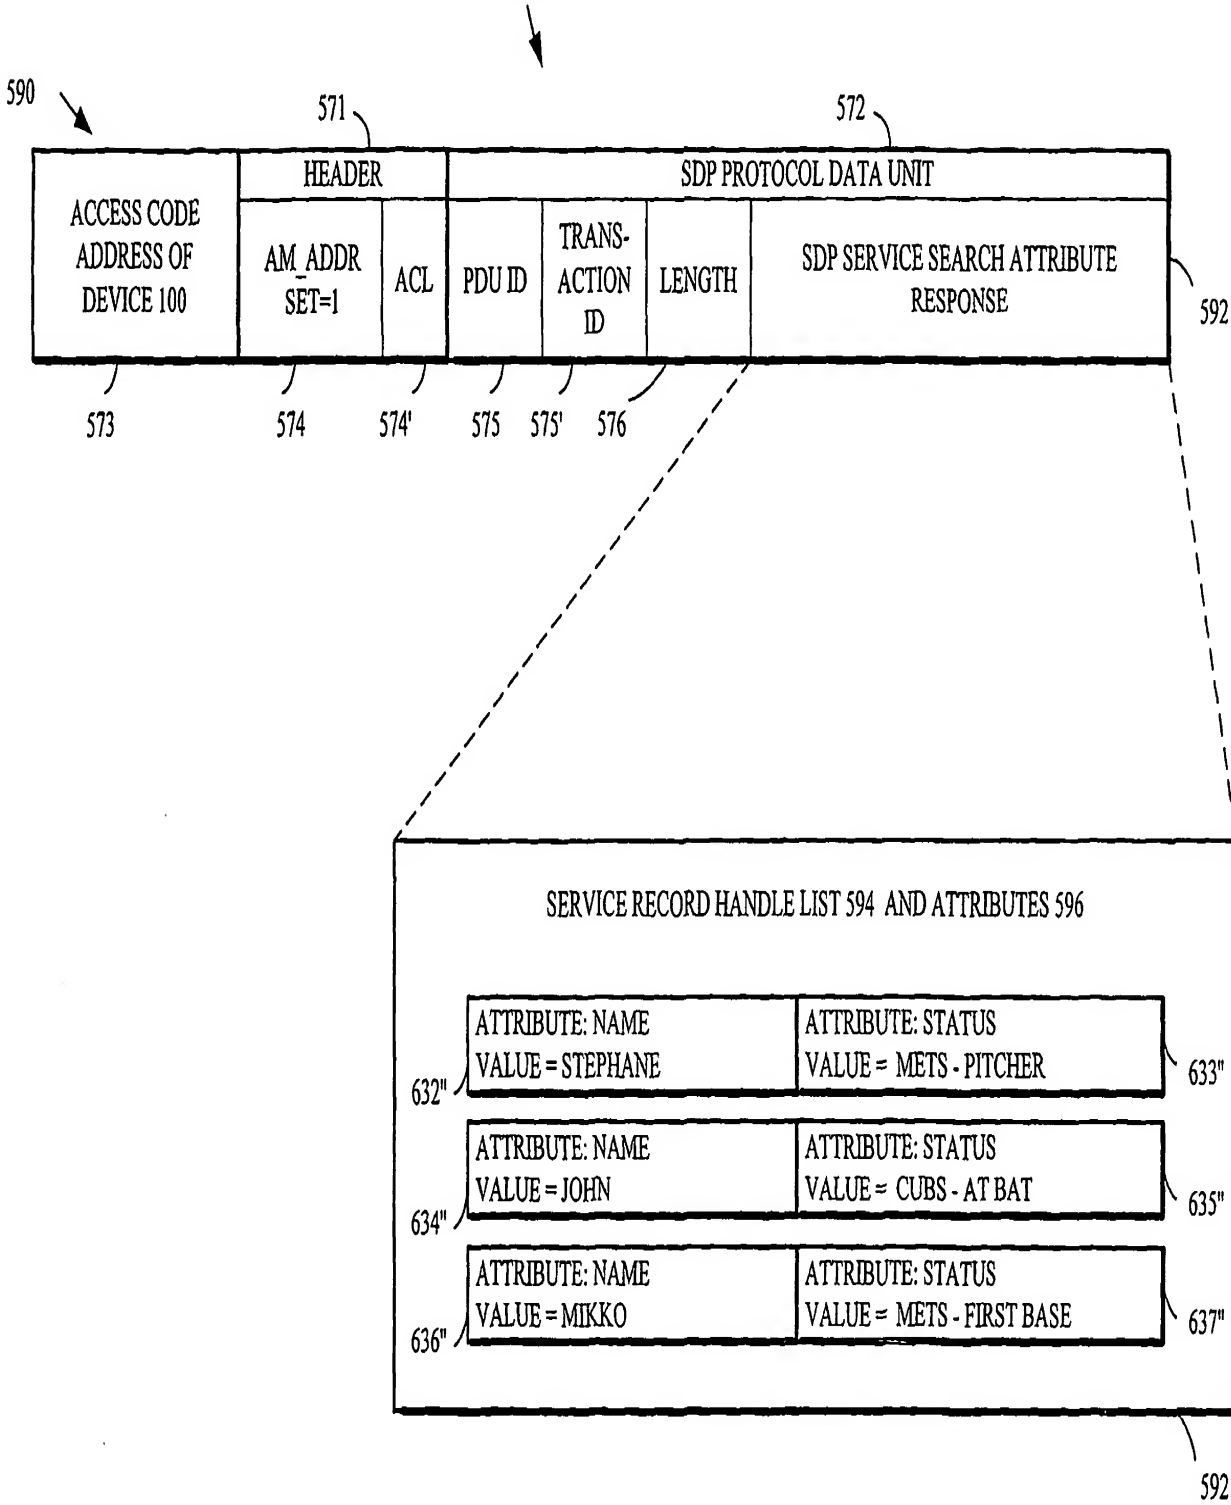 590
571
572
HEADER
SDP PROTOCOL DATA UNIT
ACCESS CODE
ADDRESS OF
DEVICE 100
AM_ADDR
SET=1
ACL
PDU ID
TRANS-
ACTION
ID
LENGTH
SDP SERVICE SEARCH ATTRIBUTE
RESPONSE
592
573
574
574'
575
575'
576
SERVICE RECORD HANDLE LIST 594 AND ATTRIBUTES 596
ATTRIBUTE: NAME
VALUE = STEPHANE
ATTRIBUTE: STATUS
VALUE = METS - PITCHER
632"
633"
ATTRIBUTE: NAME
VALUE = JOHN
ATTRIBUTE: STATUS
VALUE = CUBS - AT BAT
634"
635"
ATTRIBUTE: NAME
VALUE = MIKKO
ATTRIBUTE: STATUS
VALUE = METS - FIRST BASE
636"
637"
592